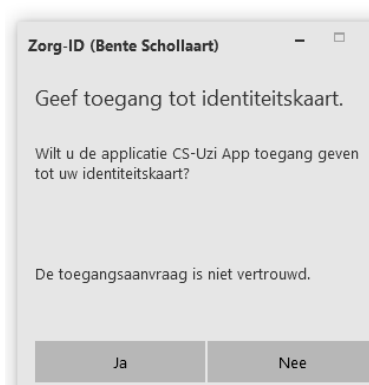 Zorg-ID (Bente Schollaart)
Geef toegang tot identiteitskaart.
Wilt u de applicatie CS-Uzi App toegang geven
tot uw identiteitskaart?
De toegangsaanvraag is niet vertrouwd.
Ja Nee